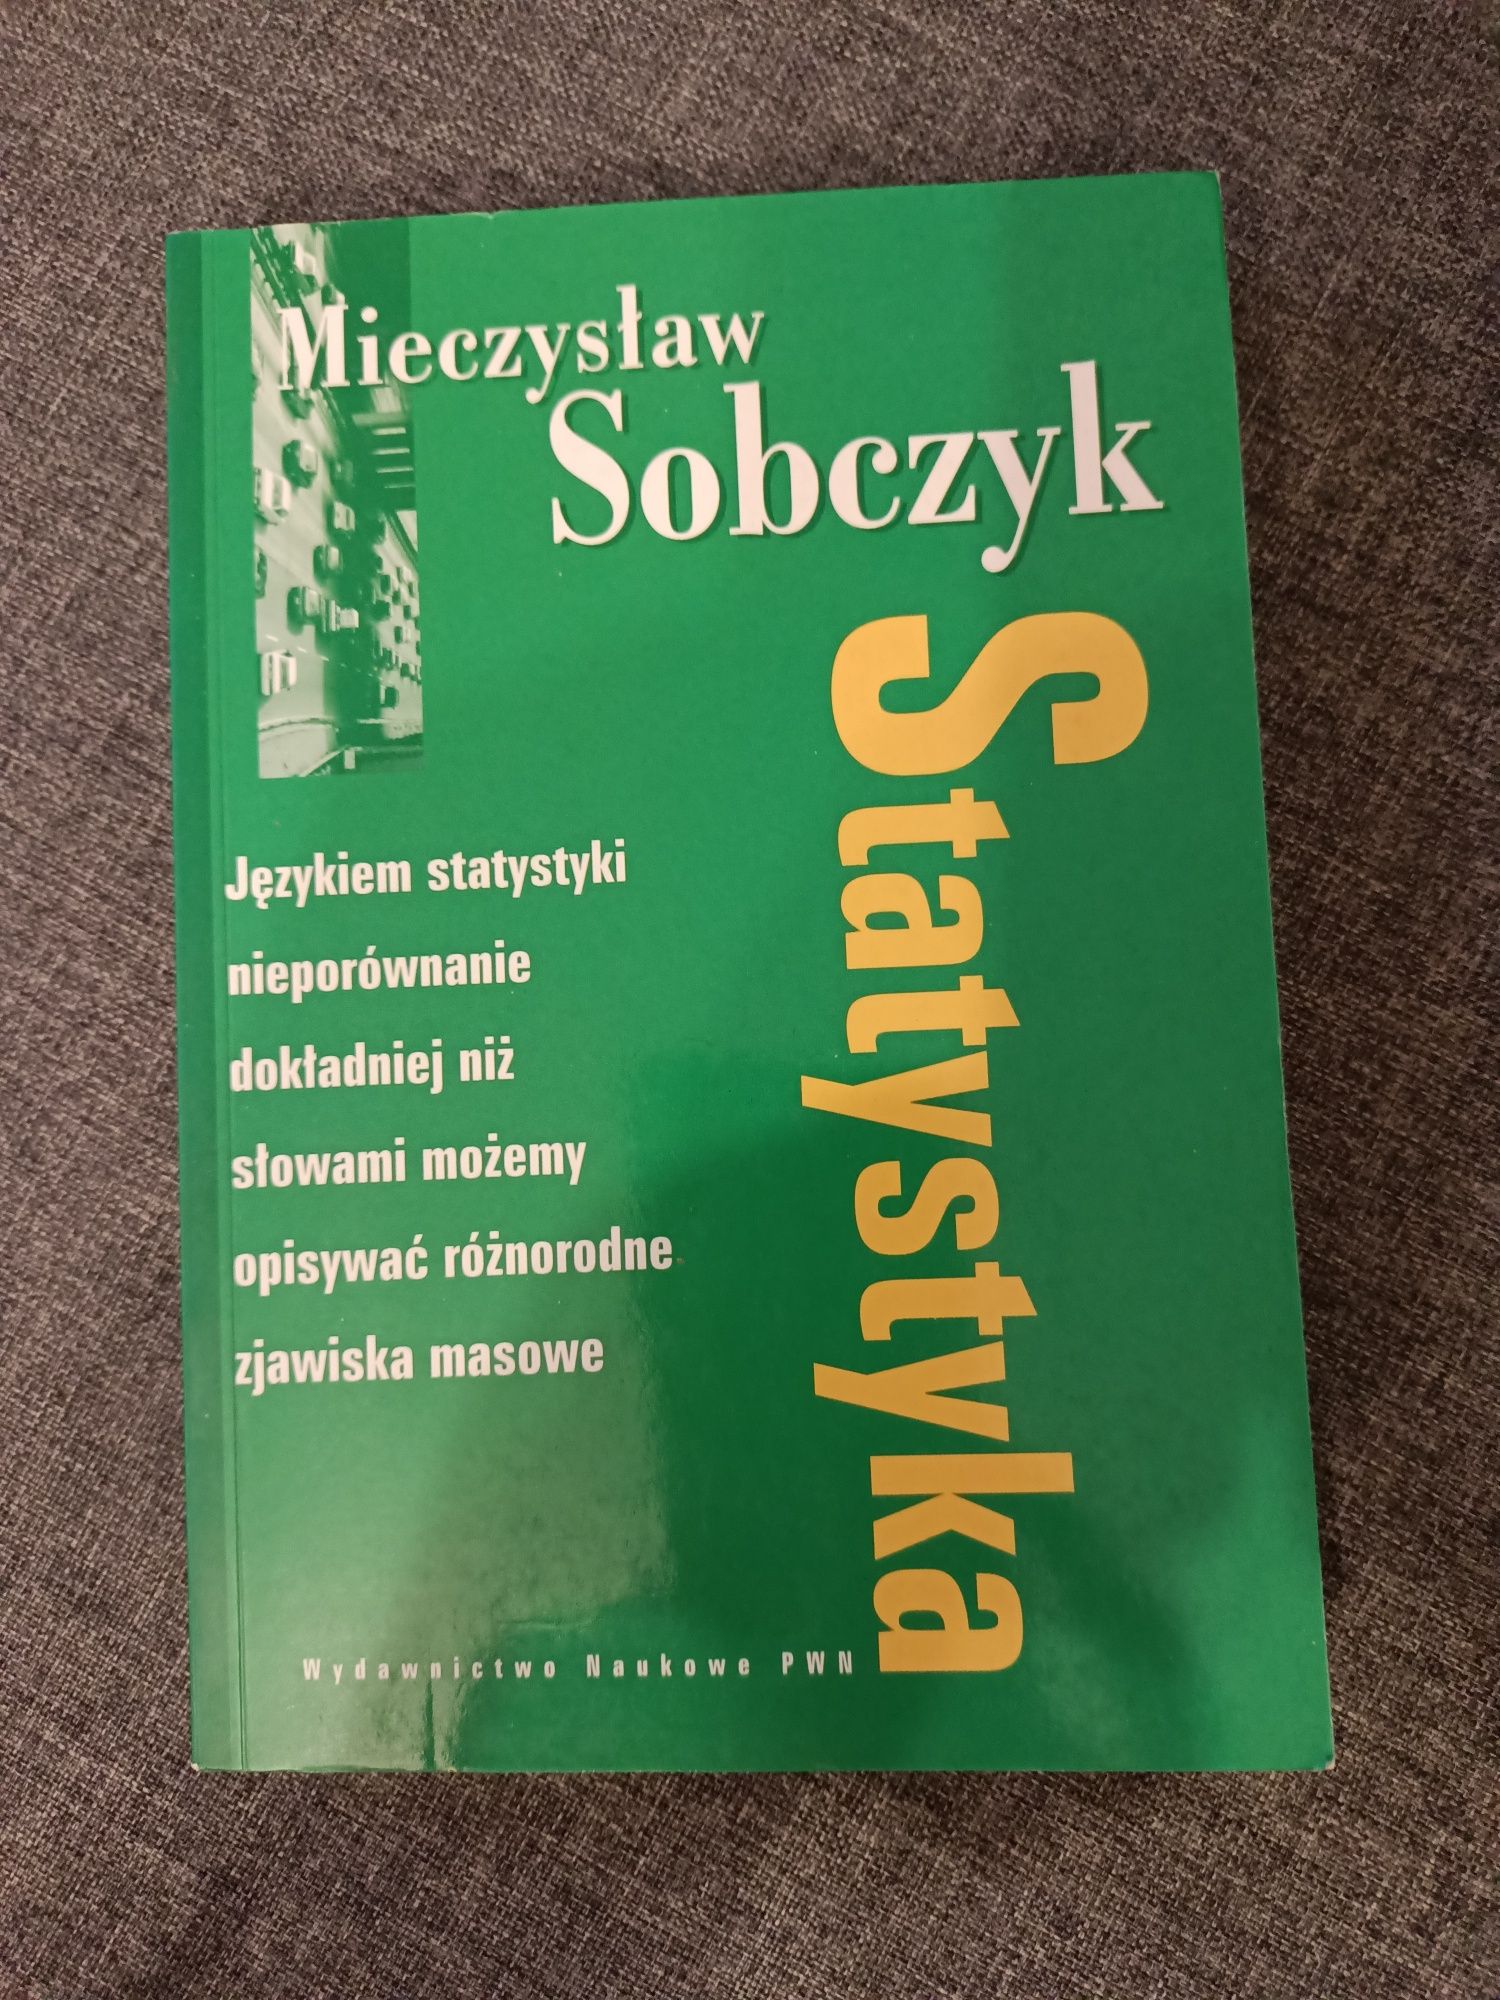 Mieczysław
Sobczyk
Statystyka
Językiem statystyki
nieporównanie
dokładniej niż
słowami możemy
opisywać różnorodne
zjawiska masowe
Wydawnictwo Naukowe PWN